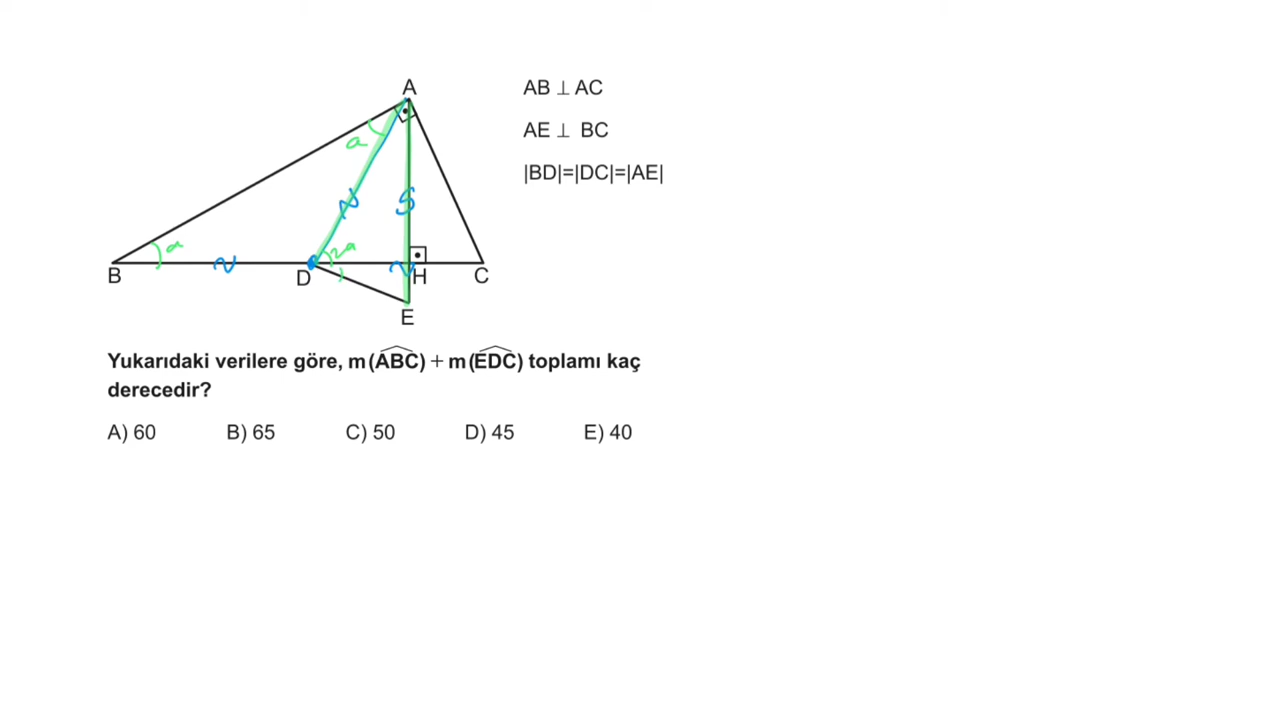 A
AB ⊥ AC
AE ⊥ BC
|BD|=|DC|=|AE|
a
a
2a
B
D
H
C
E
Yukarıdaki verilere göre, m(ABC) + m(EDC) toplamı kaç
derecedir?
A) 60 B) 65 C) 50 D) 45 E) 40